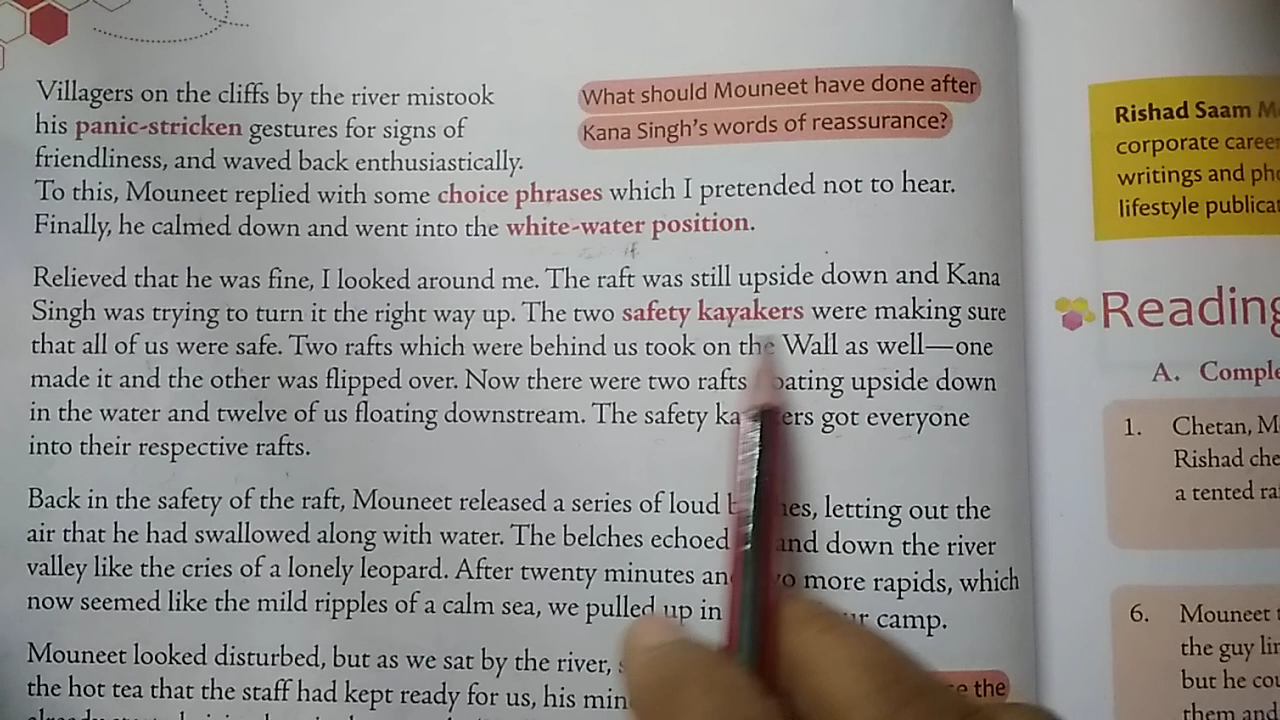 Villagers on the cliffs by the river mistook
his panic-stricken gestures for signs of
friendliness, and waved back enthusiastically.
To this, Mouneet replied with some choice phrases which I pretended not to hear.
Finally, he calmed down and went into the white-water position.
What should Mouneet have done after
Kana Singh's words of reassurance?
Relieved that he was fine, I looked around me. The raft was still upside down and Kana
Singh was trying to turn it the right way up. The two safety kayakers were making sure
that all of us were safe. Two rafts which were behind us took on the Wall as well—one
made it and the other was flipped over. Now there were two rafts upside down
in the water and twelve of us floating downstream. The safety got everyone
into their respective rafts.
Back in the safety of the raft, Mouneet released a series of loud letting out the
air that he had swallowed along with water. The belches echoed and down the river
valley like the cries of a lonely leopard. After twenty minutes more rapids, which
now seemed like the mild ripples of a calm sea, we pulled up in camp.
Mouneet looked disturbed, but as we sat by the river,
the hot tea that the staff had kept ready for us, his
the
Rishad Saam
corporate
writings and
lifestyle
Reading
A.
1. Chetan,
Rishad
a tented
6. Mouneet
the guy
but he
them and